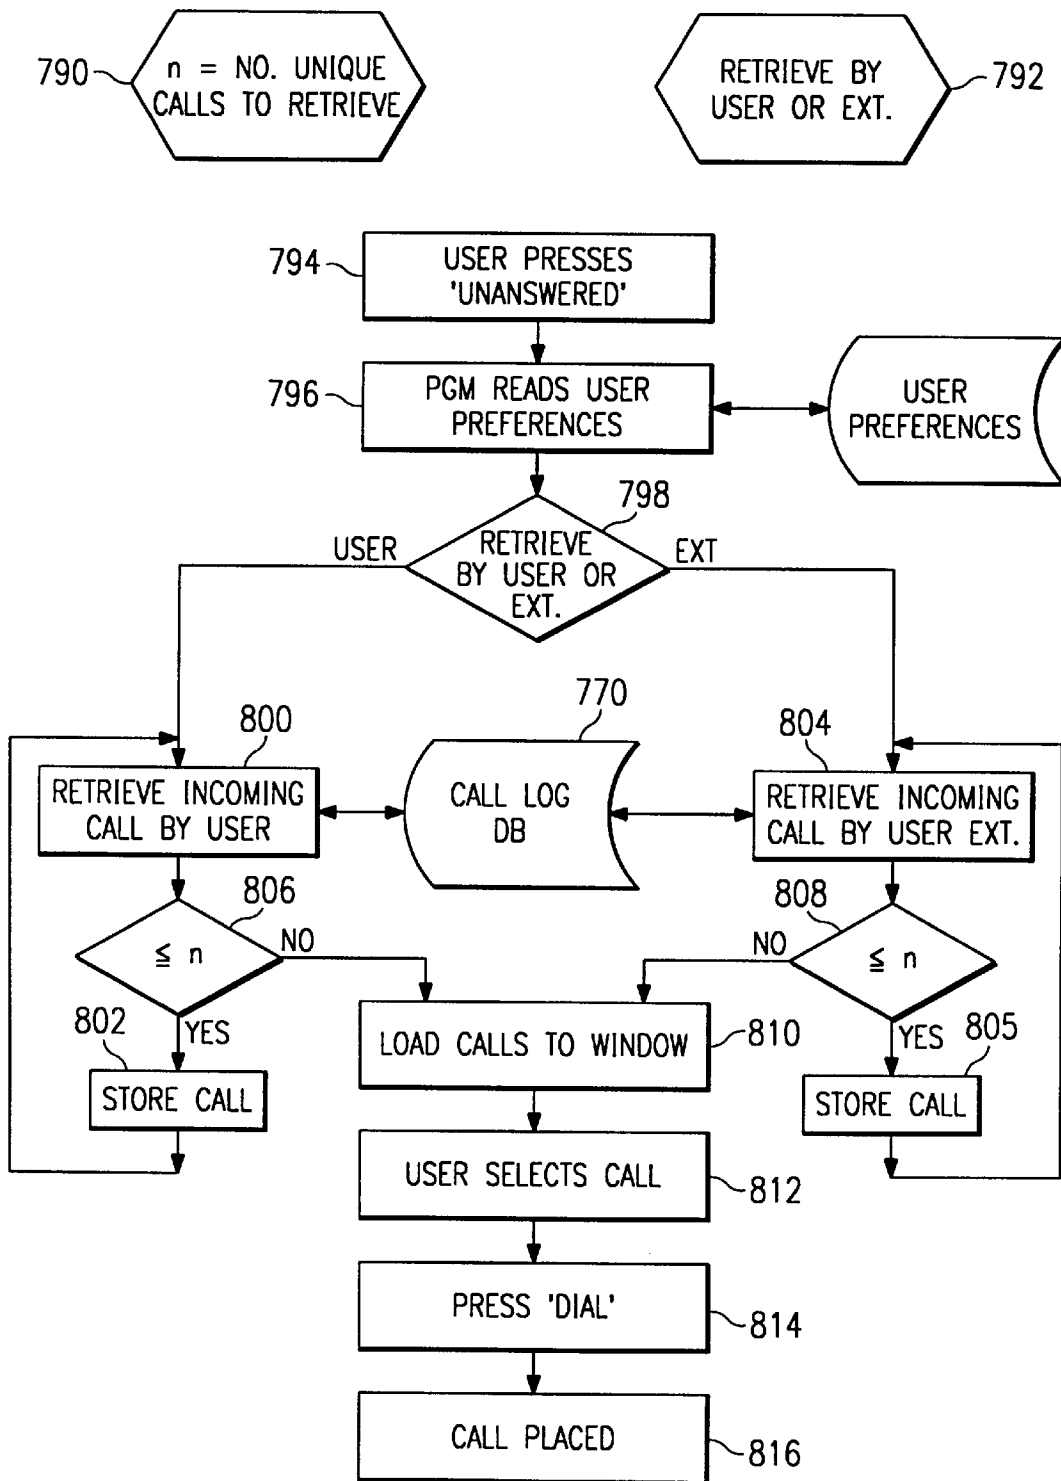 790
n = NO. UNIQUE
CALLS TO RETRIEVE
RETRIEVE BY
USER OR EXT.
792
794
USER PRESSES
'UNANSWERED'
796
PGM READS USER
PREFERENCES
USER
PREFERENCES
798
USER
RETRIEVE
BY USER OR
EXT.
EXT
800
RETRIEVE INCOMING
CALL BY USER
770
CALL LOG
DB
804
RETRIEVE INCOMING
CALL BY USER EXT.
806
≦ n
NO
808
NO
≦ n
802
YES
STORE CALL
LOAD CALLS TO WINDOW
810
YES
805
STORE CALL
USER SELECTS CALL
812
PRESS 'DIAL'
814
CALL PLACED
816